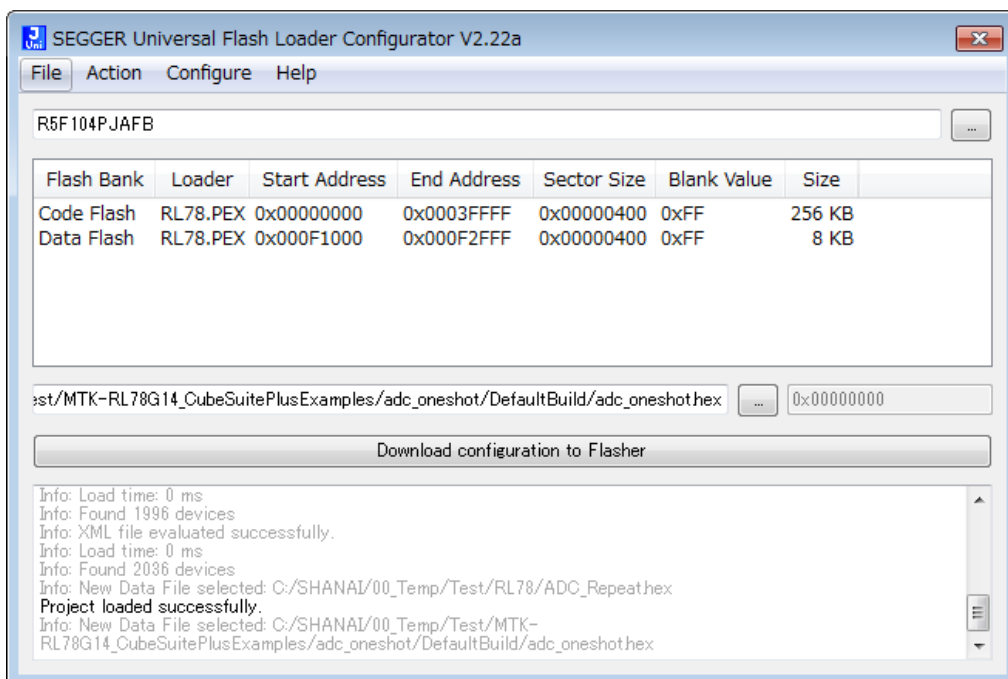 J
Uni
SEGGER Universal Flash Loader Configurator V2.22a
File Action Configure Help
R5F104PJAFB
...
Flash Bank Loader Start Address End Address Sector Size Blank Value Size
Code Flash RL78.PEX 0x00000000 0x0003FFFF 0x00000400 0xFF 256 KB
Data Flash RL78.PEX 0x000F1000 0x000F2FFF 0x00000400 0xFF 8 KB
est/MTK-RL78G14_CubeSuitePlusExamples/adc_oneshot/DefaultBuild/adc_oneshot.hex ... 0x00000000
Download configuration to Flasher
Info: Load time: 0 ms
Info: Found 1996 devices
Info: XML file evaluated successfully.
Info: Load time: 0 ms
Info: Found 2036 devices
Info: New Data File selected: C:/SHANAI/00_Temp/Test/RL78/ADC_Repeat.hex
Project loaded successfully.
Info: New Data File selected: C:/SHANAI/00_Temp/Test/MTK-
RL78G14_CubeSuitePlusExamples/adc_oneshot/DefaultBuild/adc_oneshot.hex